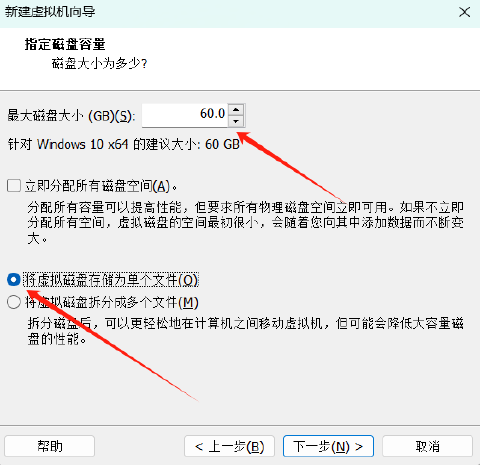 新建虚拟机向导
指定磁盘容量
磁盘大小为多少?
最大磁盘大小 (GB)(S): 60.0
针对 Windows 10 x64 的建议大小: 60 GB
立即分配所有磁盘空间(A)。
分配所有容量可以提高性能，但要求所有物理磁盘空间立即可用。如果不立即
分配所有空间，虚拟磁盘的空间最初很小，会随着您向其中添加数据而不断变
大。
将虚拟磁盘存储为单个文件(O)
将虚拟磁盘拆分成多个文件(M)
拆分磁盘后，可以更轻松地在计算机之间移动虚拟机，但可能会降低大容量磁
盘的性能。
帮助 < 上一步(B) 下一步(N) > 取消